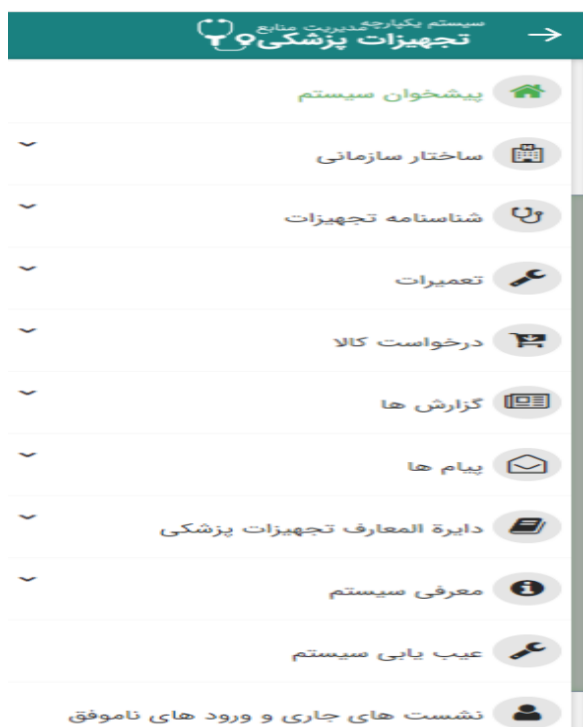 سیستم یکپارچه مدیریت منابع
تجهیزات پزشکی
پیشخوان سیستم
ساختار سازمانی
شناسنامه تجهیزات
تعمیرات
درخواست کالا
گزارش ها
پیام ها
دایرة المعارف تجهیزات پزشکی
معرفی سیستم
عیب یابی سیستم
نشست های جاری و ورود های ناموفق